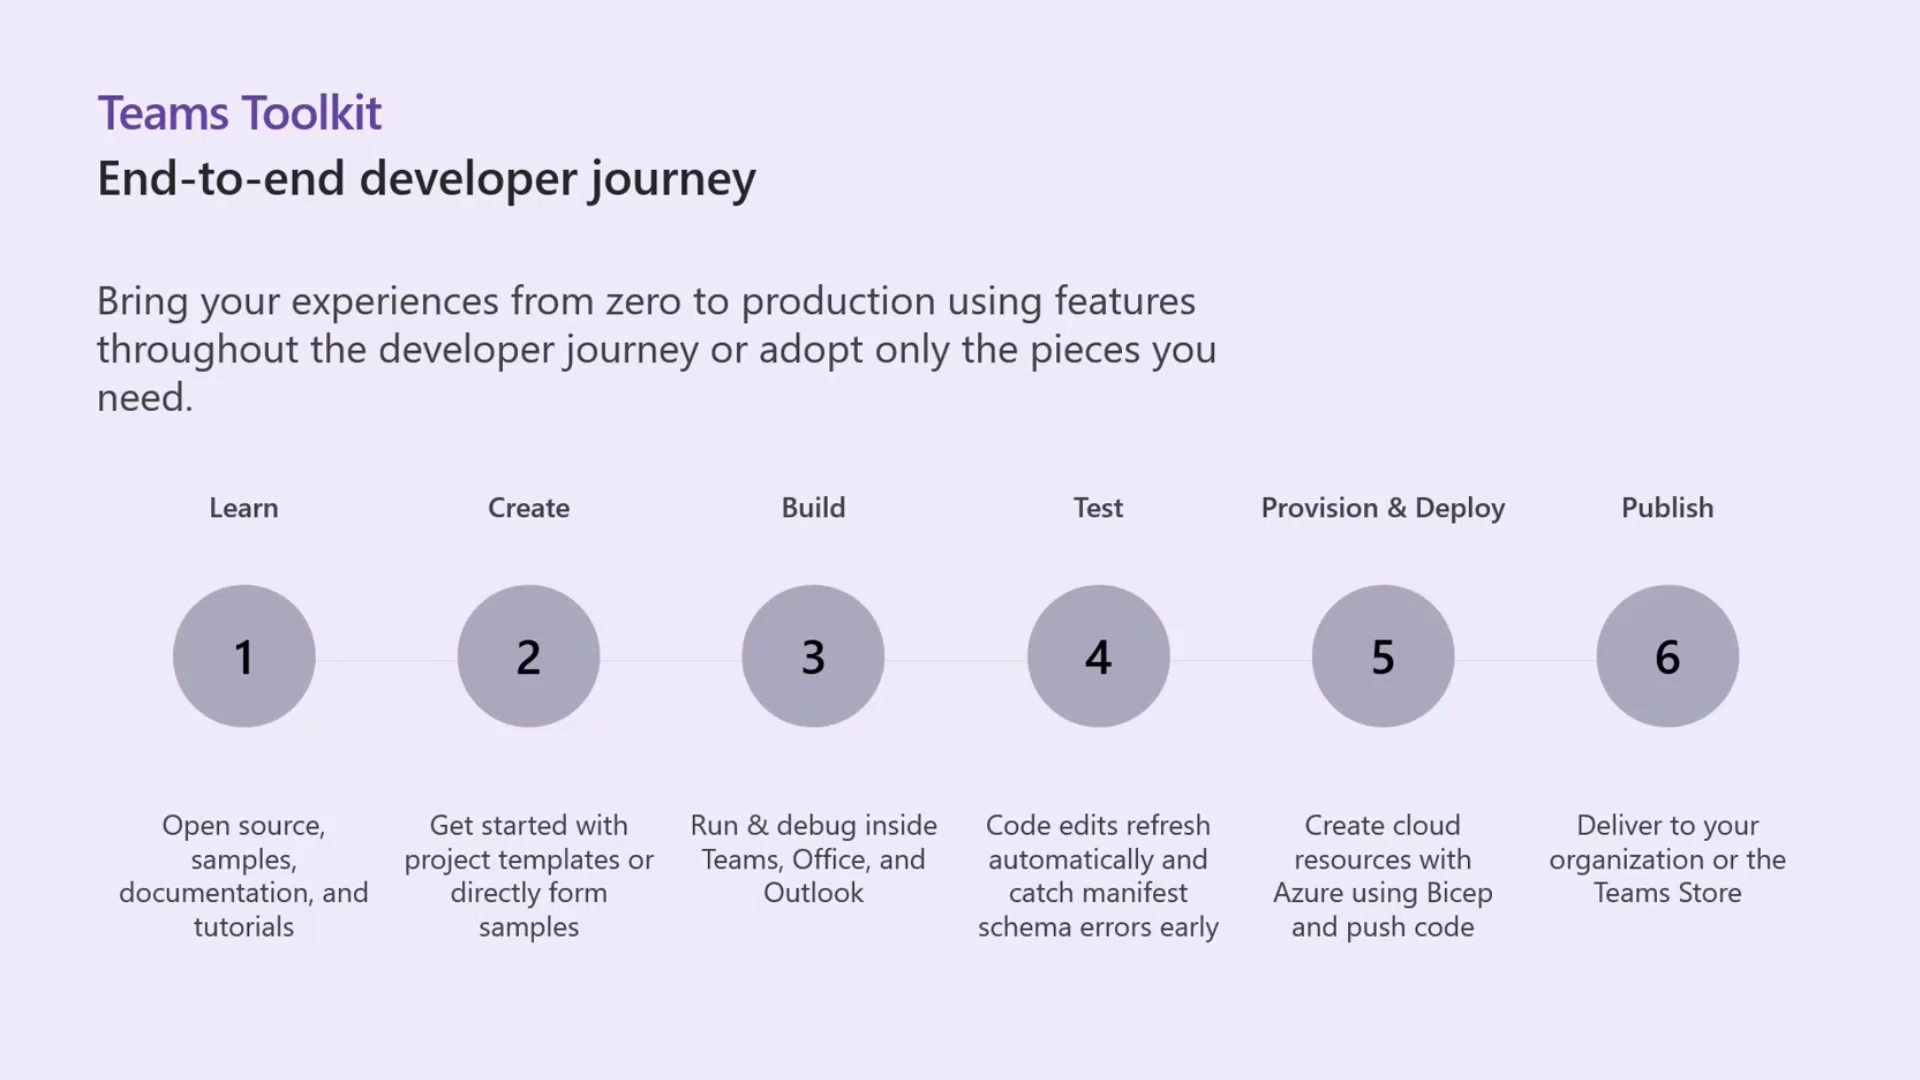 Teams Toolkit
End-to-end developer journey
Bring your experiences from zero to production using features
throughout the developer journey or adopt only the pieces you
need.
Learn
Create
Build
Test
Provision & Deploy
Publish
1
2
3
4
5
6
Open source,
samples,
documentation, and
tutorials
Get started with
project templates or
directly form
samples
Run & debug inside
Teams, Office, and
Outlook
Code edits refresh
automatically and
catch manifest
schema errors early
Create cloud
resources with
Azure using Bicep
and push code
Deliver to your
organization or the
Teams Store